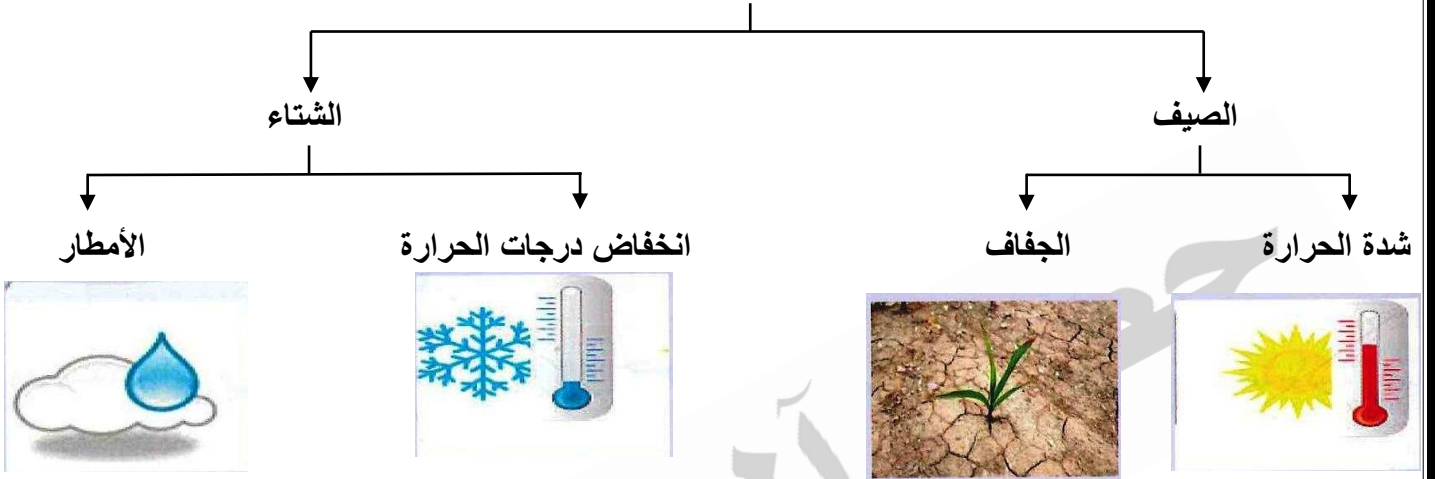 الصيف
الشتاء
شدة الحرارة
الجفاف
انخفاض درجات الحرارة
الأمطار